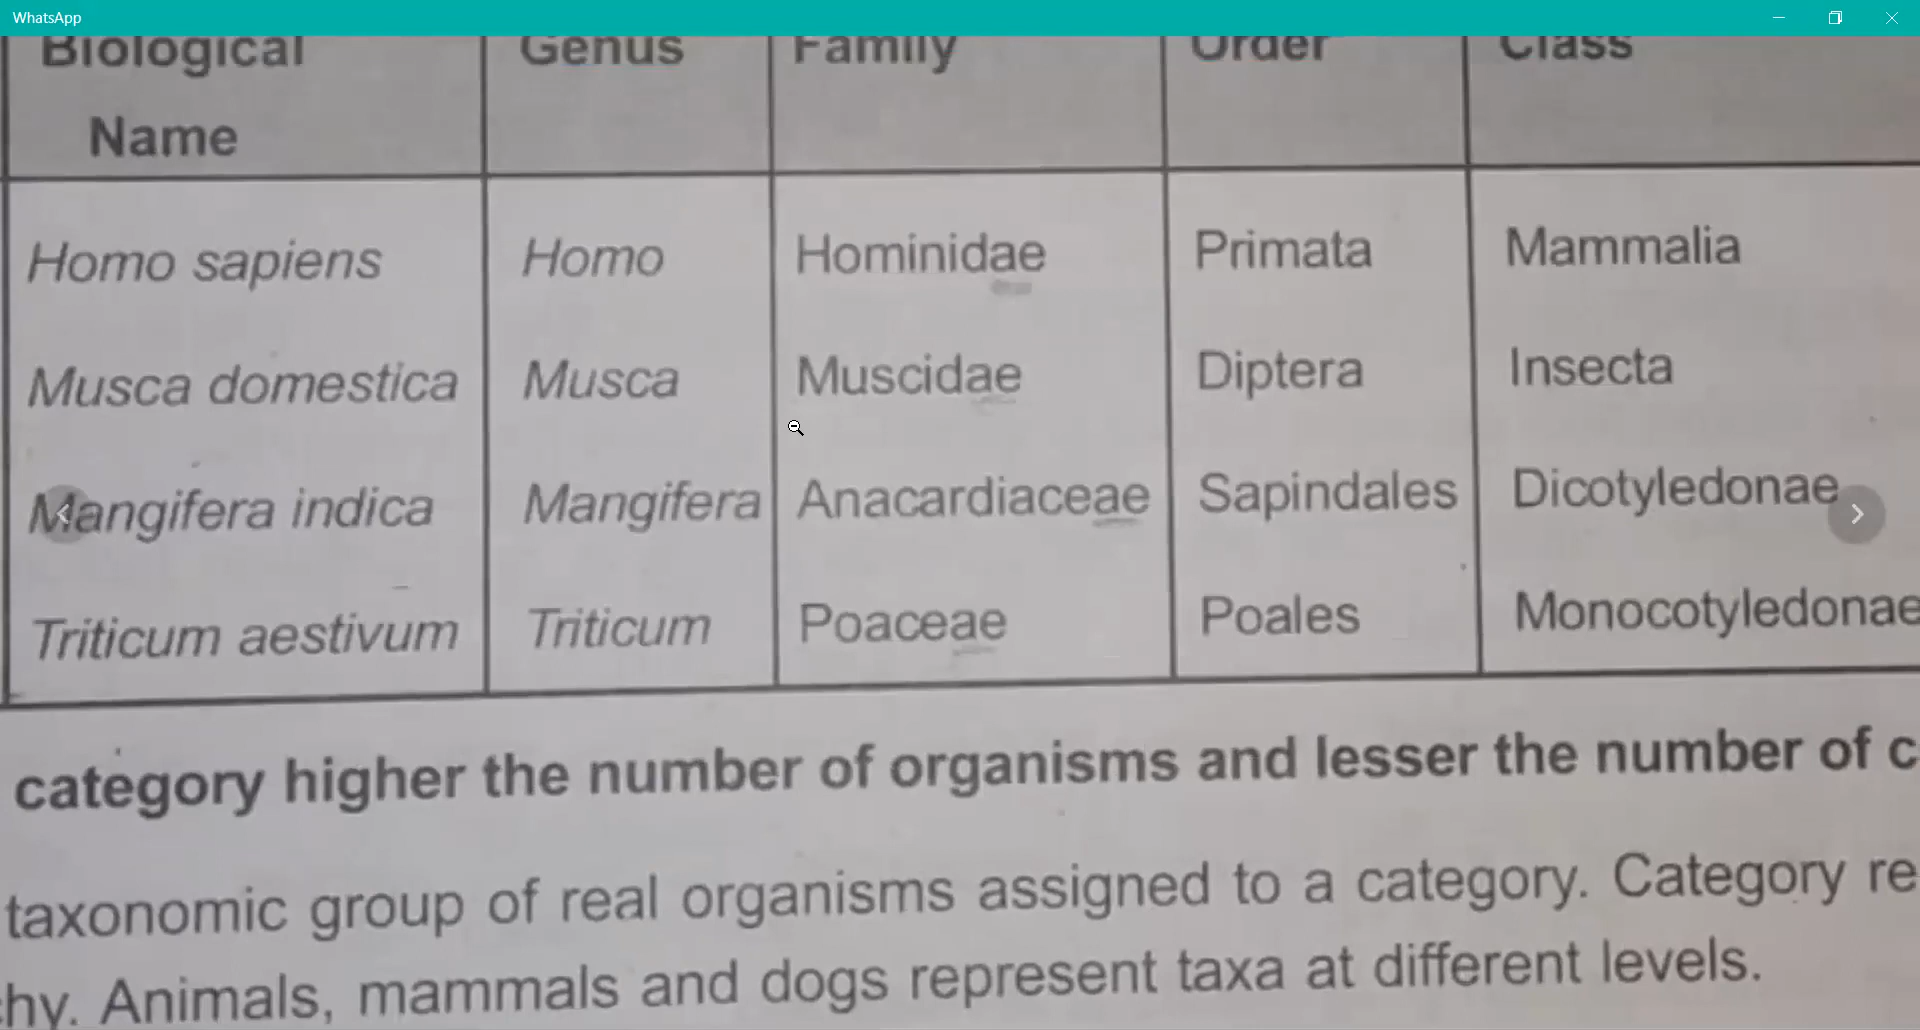 WhatsApp
Biological Genus Family Order Class
Name
Homo sapiens Homo Hominidae Primata Mammalia
Musca domestica Musca Muscidae Diptera Insecta
Mangifera indica Mangifera Anacardiaceae Sapindales Dicotyledonae
Triticum aestivum Triticum Poaceae Poales Monocotyledonae
category higher the number of organisms and lesser the number of c
taxonomic group of real organisms assigned to a category. Category re
hy. Animals, mammals and dogs represent taxa at different levels.